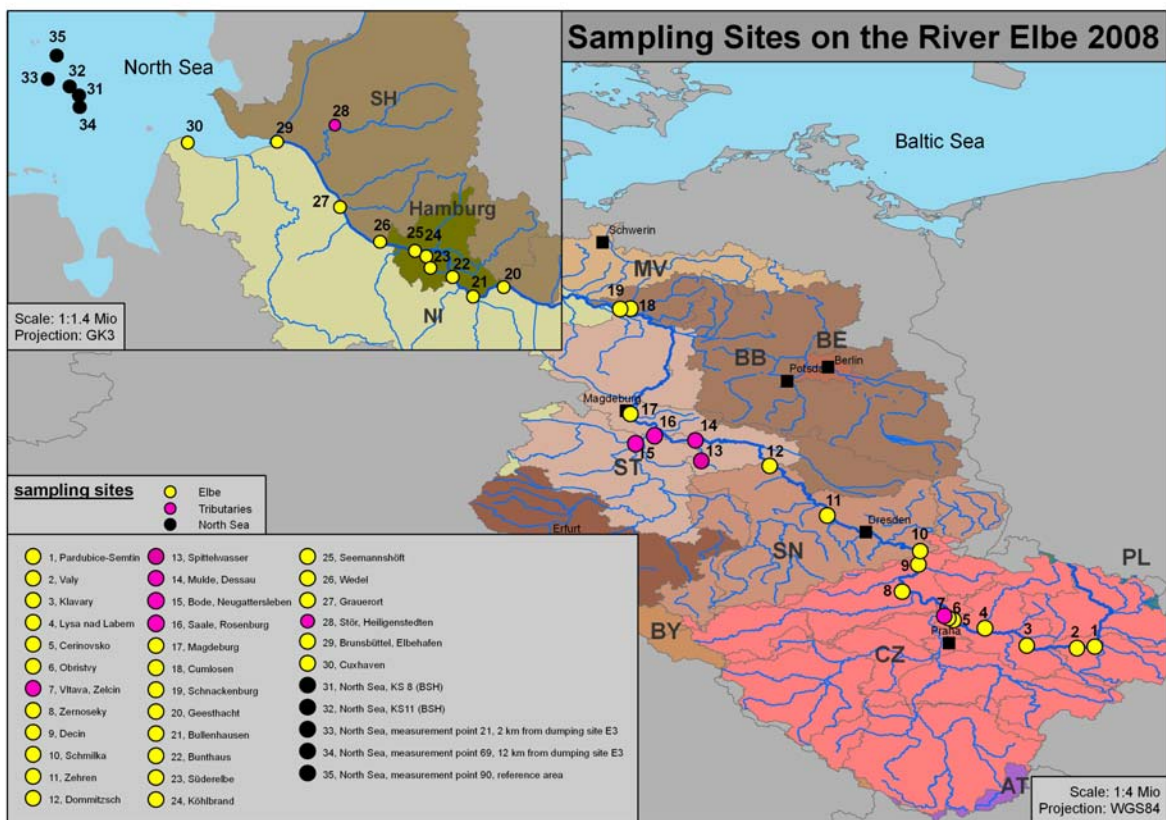 Sampling Sites on the River Elbe 2008
35
North Sea
33
32
31
34
30
29
28
SH
27
26
Hamburg
25
24
23
22
21
20
NI
Scale: 1:1.4 Mio
Projection: GK3
Baltic Sea
Schwerin
MV
19
18
BB
BE
Berlin
Potsda
Magdeburg
17
16
15
14
13
ST
12
11
Dresden
Erfurt
SN
10
9
8
7
6
5
4
3
2
1
Praha
CZ
PL
BY
AT
Scale: 1:4 Mio
Projection: WGS84
sampling sites
Elbe
Tributaries
North Sea
1, Pardubice-Semtin
2, Valy
3, Klavary
4, Lysa nad Labem
5, Cerinovsko
6, Obristvy
7, Vltava, Zelcin
8, Zernoseky
9, Decin
10, Schmilka
11, Zehren
12, Dommitzsch
13, Spittelwasser
14, Mulde, Dessau
15, Bode, Neugattersleben
16, Saale, Rosenburg
17, Magdeburg
18, Cumlosen
19, Schnackenburg
20, Geesthacht
21, Bullenhausen
22, Bunthaus
23, Süderelbe
24, Köhlbrand
25, Seemannshöft
26, Wedel
27, Grauerort
28, Stör, Heiligenstedten
29, Brunsbüttel, Elbehafen
30, Cuxhaven
31, North Sea, KS 8 (BSH)
32, North Sea, KS11 (BSH)
33, North Sea, measurement point 21, 2 km from dumping site E3
34, North Sea, measurement point 69, 12 km from dumping site E3
35, North Sea, measurement point 90, reference area